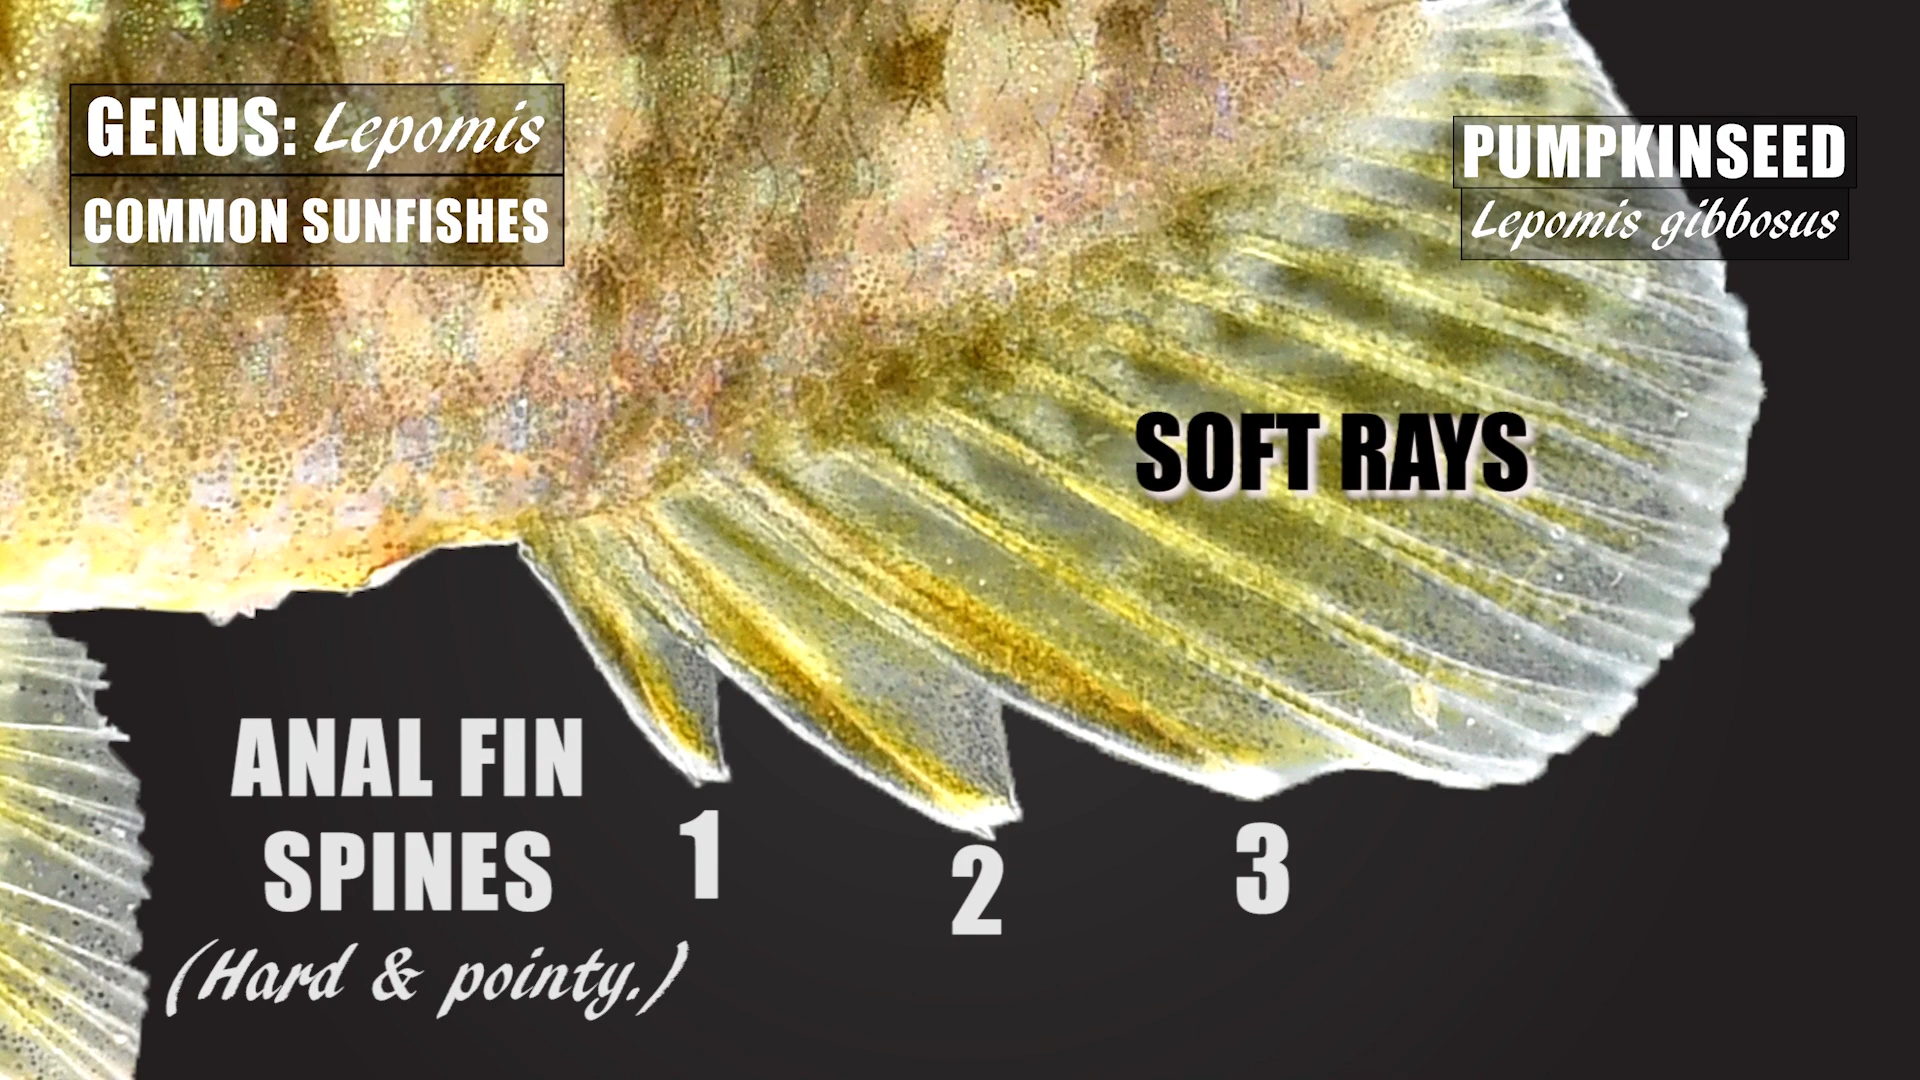 GENUS: Lepomis
COMMON SUNFISHES
PUMPKINSEED
Lepomis gibbosus
SOFT RAYS
ANAL FIN
SPINES
(Hard & pointy.)
1
2
3